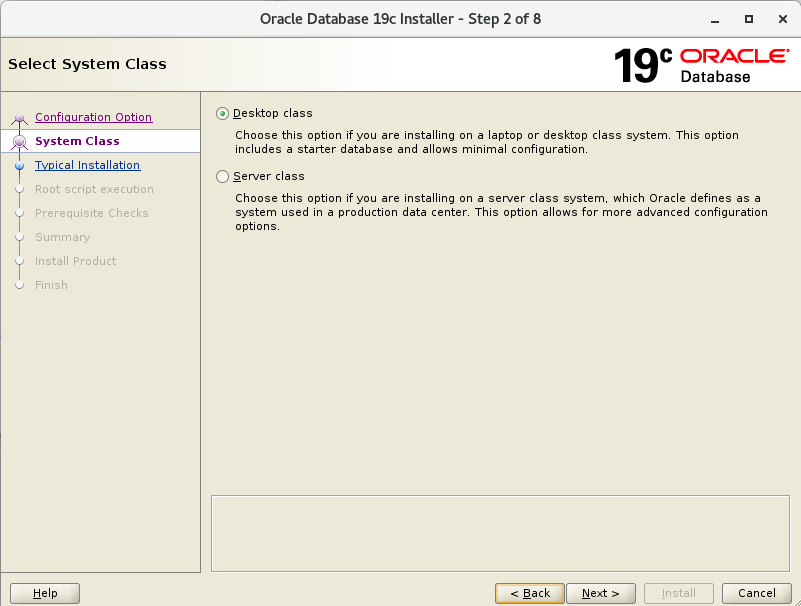 Oracle Database 19c Installer - Step 2 of 8
Select System Class
19c ORACLE
Database
Configuration Option
System Class
Typical Installation
Root script execution
Prerequisite Checks
Summary
Install Product
Finish
Desktop class
Choose this option if you are installing on a laptop or desktop class system. This option
includes a starter database and allows minimal configuration.
Server class
Choose this option if you are installing on a server class system, which Oracle defines as a
system used in a production data center. This option allows for more advanced configuration
options.
Help
< Back
Next >
Install
Cancel